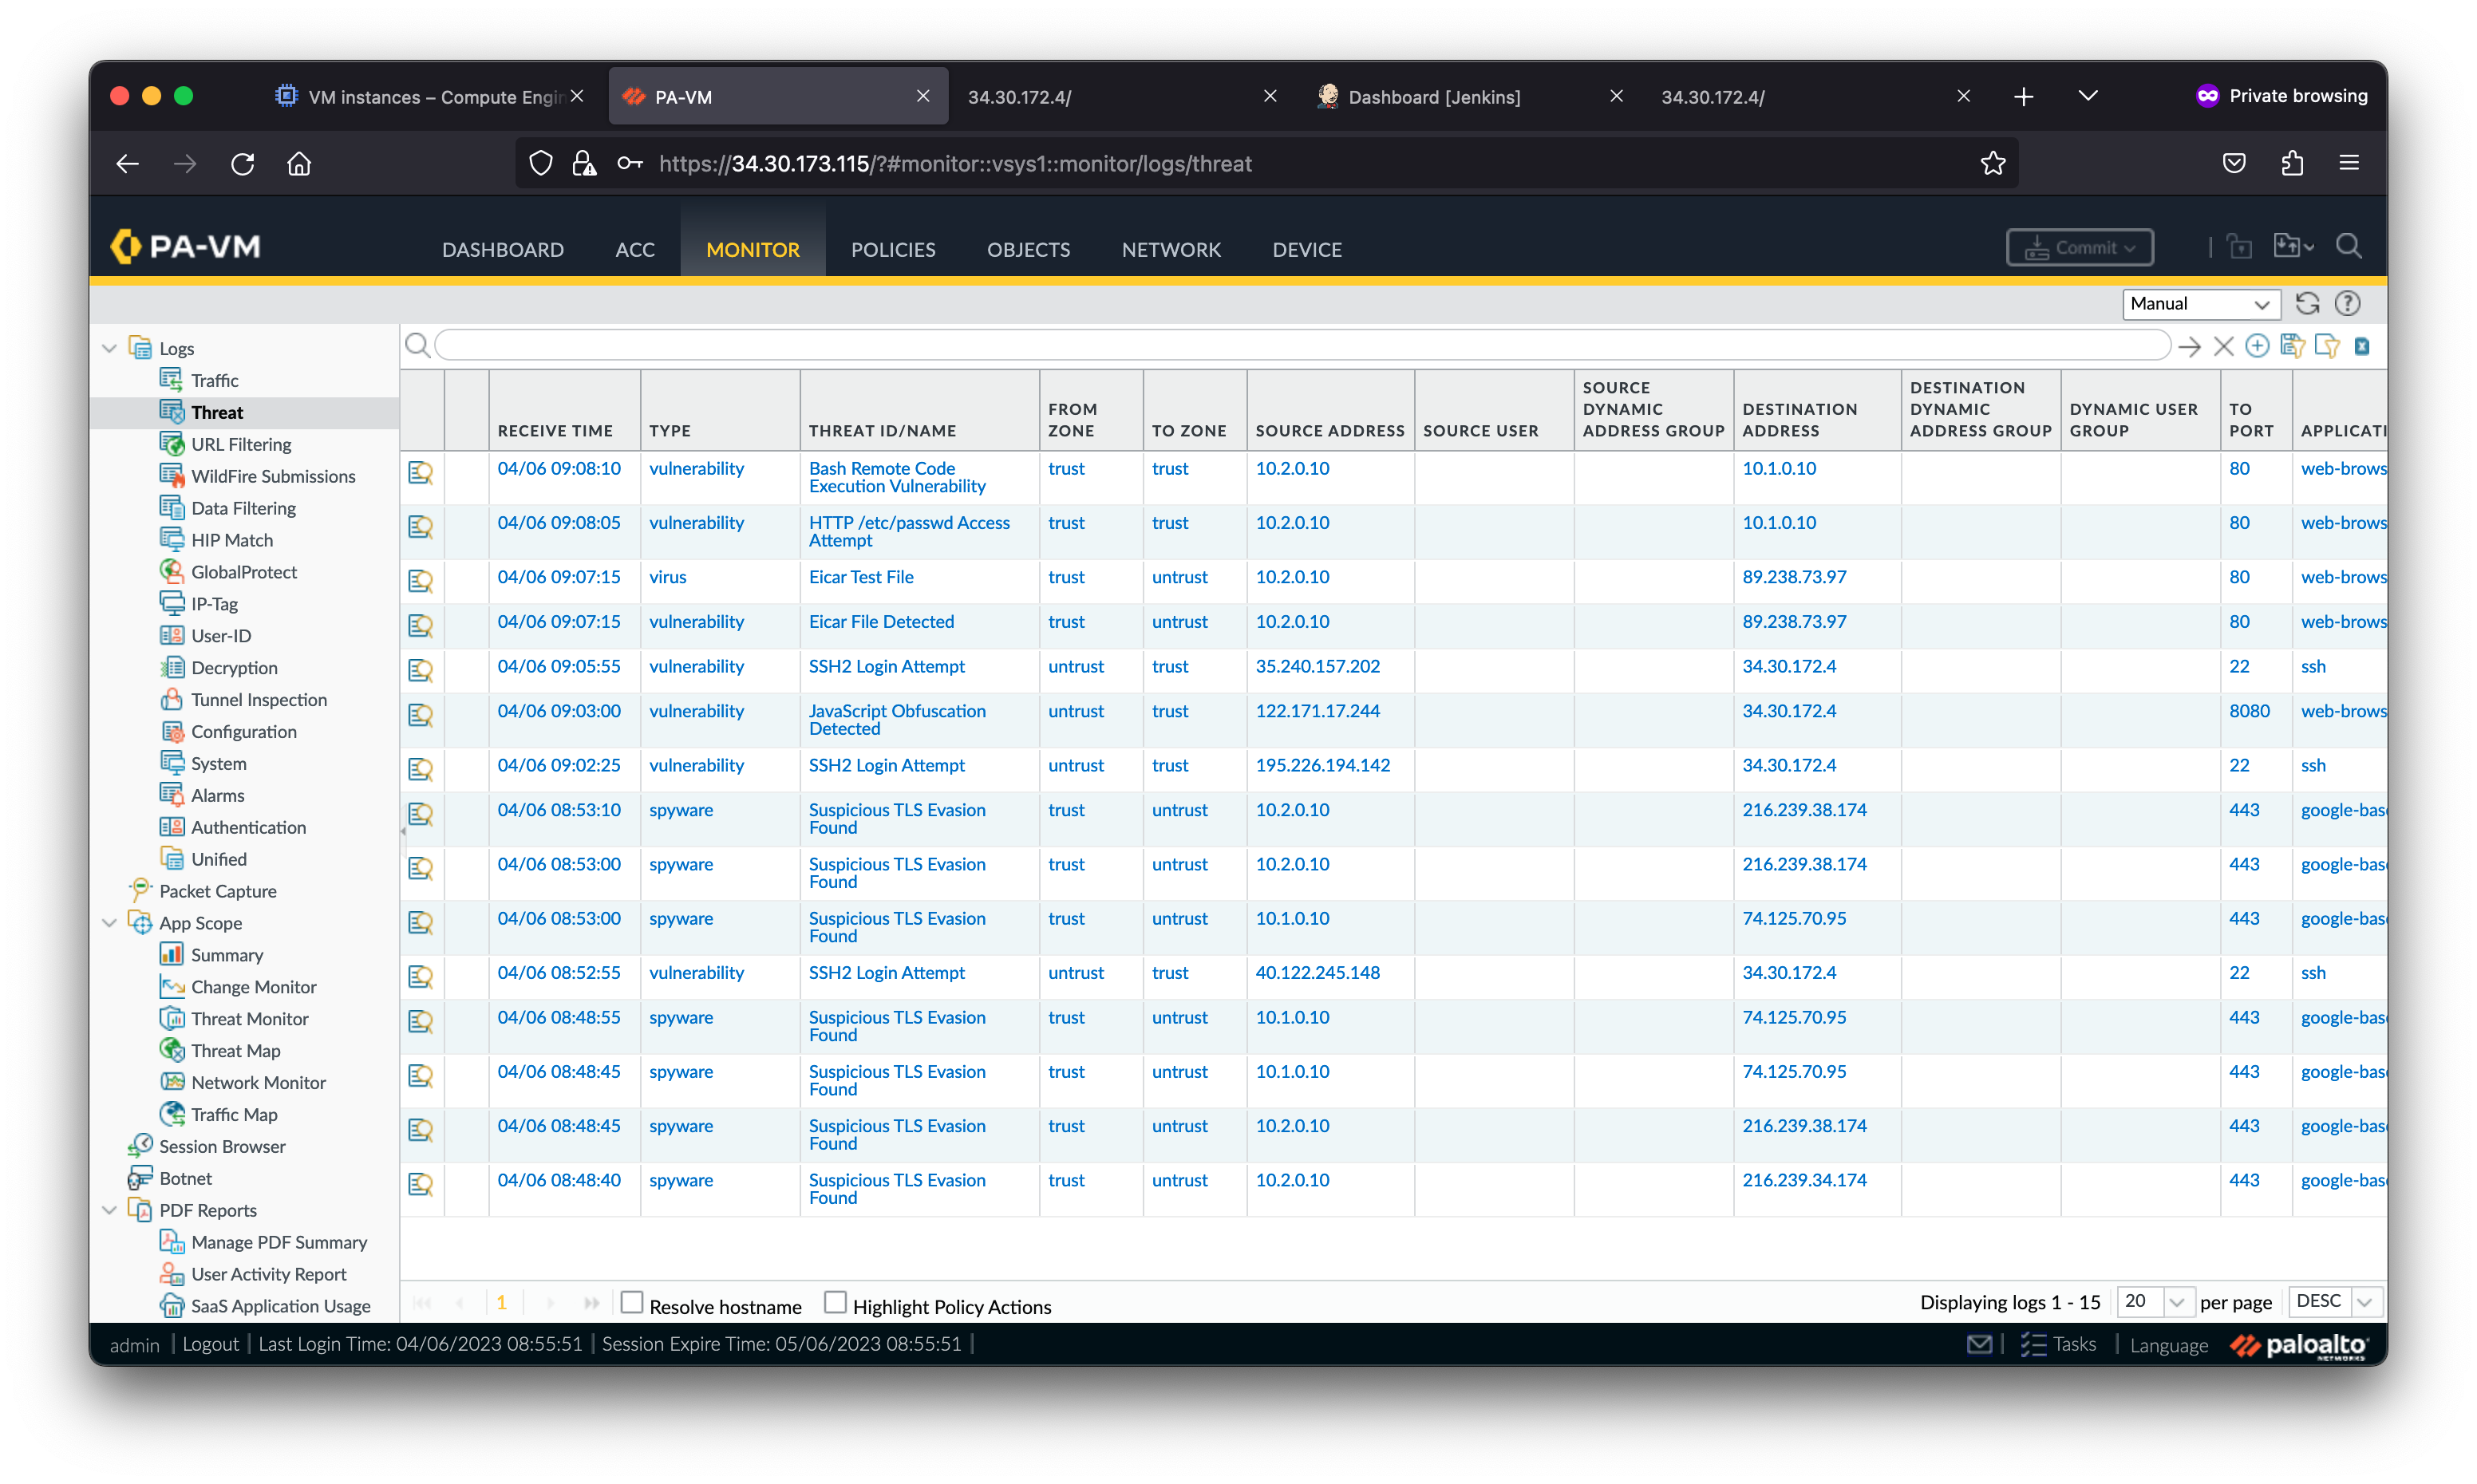 VM instances – Compute Engin
PA-VM
34.30.172.4/
Dashboard [Jenkins]
34.30.172.4/
Private browsing
https://34.30.173.115/?#monitor::vsys1::monitor/logs/threat
PA-VM
DASHBOARD
ACC
MONITOR
POLICIES
OBJECTS
NETWORK
DEVICE
Commit
Manual
Logs
Traffic
Threat
URL Filtering
WildFire Submissions
Data Filtering
HIP Match
GlobalProtect
IP-Tag
User-ID
Decryption
Tunnel Inspection
Configuration
System
Alarms
Authentication
Unified
Packet Capture
App Scope
Summary
Change Monitor
Threat Monitor
Threat Map
Network Monitor
Traffic Map
Session Browser
Botnet
PDF Reports
Manage PDF Summary
User Activity Report
SaaS Application Usage
RECEIVE TIME TYPE THREAT ID/NAME FROM ZONE TO ZONE SOURCE ADDRESS SOURCE USER SOURCE DYNAMIC ADDRESS GROUP DESTINATION ADDRESS DESTINATION DYNAMIC ADDRESS GROUP DYNAMIC USER GROUP TO PORT APPLICATI
04/06 09:08:10 vulnerability Bash Remote Code Execution Vulnerability trust trust 10.2.0.10 10.1.0.10 80 web-brows
04/06 09:08:05 vulnerability HTTP /etc/passwd Access Attempt trust trust 10.2.0.10 10.1.0.10 80 web-brows
04/06 09:07:15 virus Eicar Test File trust untrust 10.2.0.10 89.238.73.97 80 web-brows
04/06 09:07:15 vulnerability Eicar File Detected trust untrust 10.2.0.10 89.238.73.97 80 web-brows
04/06 09:05:55 vulnerability SSH2 Login Attempt untrust trust 35.240.157.202 34.30.172.4 22 ssh
04/06 09:03:00 vulnerability JavaScript Obfuscation Detected untrust trust 122.171.17.244 34.30.172.4 8080 web-brows
04/06 09:02:25 vulnerability SSH2 Login Attempt untrust trust 195.226.194.142 34.30.172.4 22 ssh
04/06 08:53:10 spyware Suspicious TLS Evasion Found trust untrust 10.2.0.10 216.239.38.174 443 google-bas
04/06 08:53:00 spyware Suspicious TLS Evasion Found trust untrust 10.2.0.10 216.239.38.174 443 google-bas
04/06 08:53:00 spyware Suspicious TLS Evasion Found trust untrust 10.1.0.10 74.125.70.95 443 google-bas
04/06 08:52:55 vulnerability SSH2 Login Attempt untrust trust 40.122.245.148 34.30.172.4 22 ssh
04/06 08:48:55 spyware Suspicious TLS Evasion Found trust untrust 10.1.0.10 74.125.70.95 443 google-bas
04/06 08:48:45 spyware Suspicious TLS Evasion Found trust untrust 10.1.0.10 74.125.70.95 443 google-bas
04/06 08:48:45 spyware Suspicious TLS Evasion Found trust untrust 10.2.0.10 216.239.38.174 443 google-bas
04/06 08:48:40 spyware Suspicious TLS Evasion Found trust untrust 10.2.0.10 216.239.34.174 443 google-bas
1
Resolve hostname
Highlight Policy Actions
Displaying logs 1 - 15
20
per page
DESC
admin | Logout | Last Login Time: 04/06/2023 08:55:51 | Session Expire Time: 05/06/2023 08:55:51 |
Tasks | Language
paloalto
NETWORKS